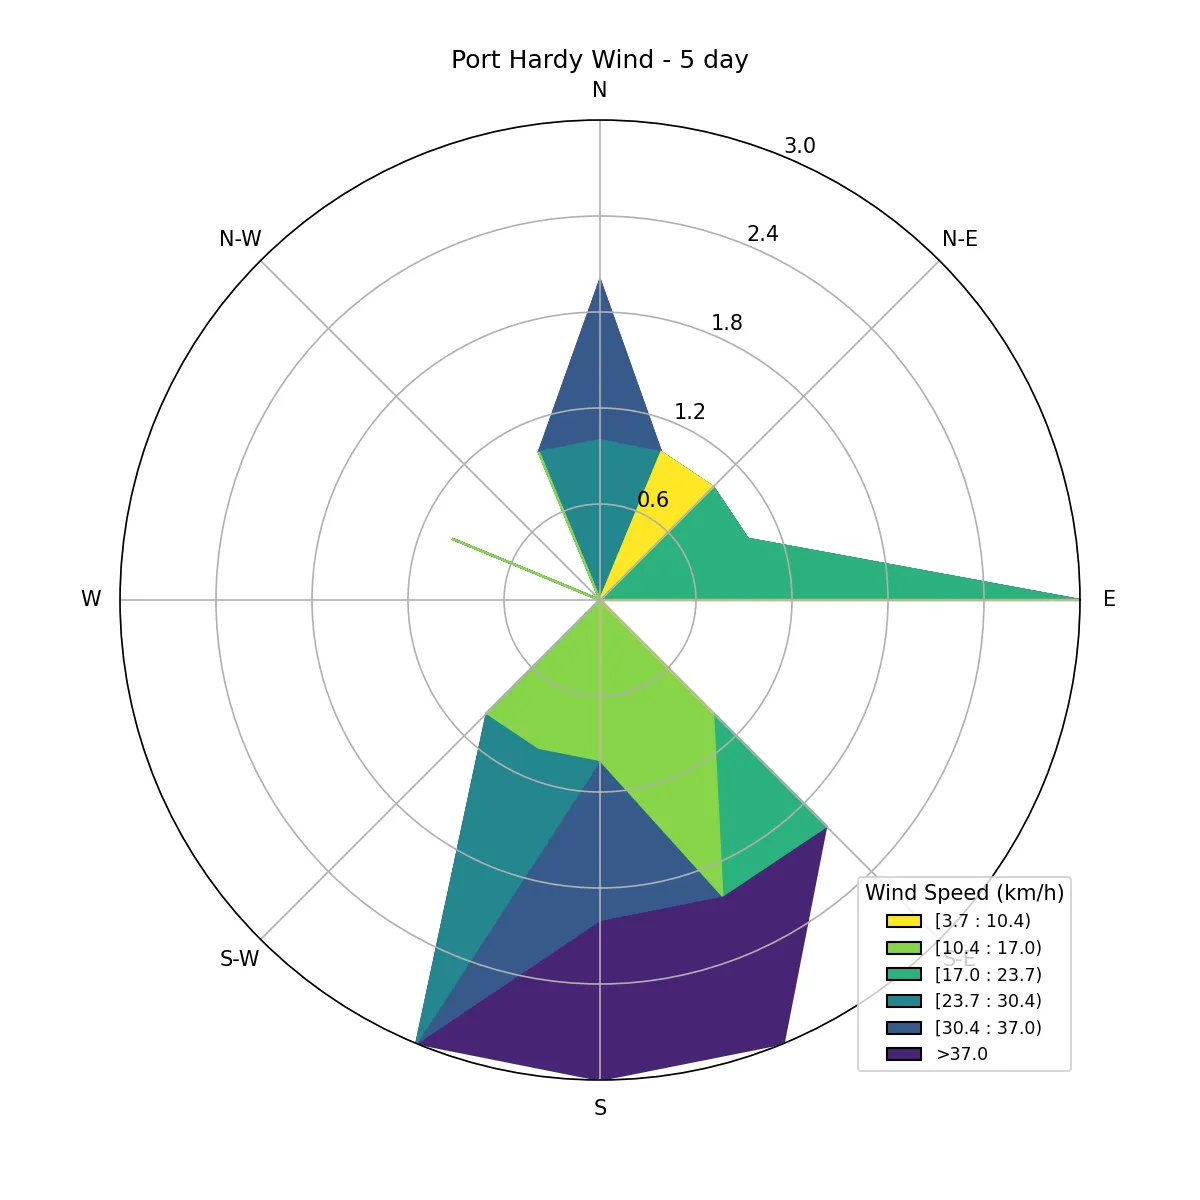 Port Hardy Wind - 5 day
N
3.0
N-W
2.4
N-E
1.8
1.2
0.6
W
E
Wind Speed (km/h)
[3.7 : 10.4)
[10.4 : 17.0)
S-W
S-E
[17.0 : 23.7)
[23.7 : 30.4)
[30.4 : 37.0)
>37.0
S